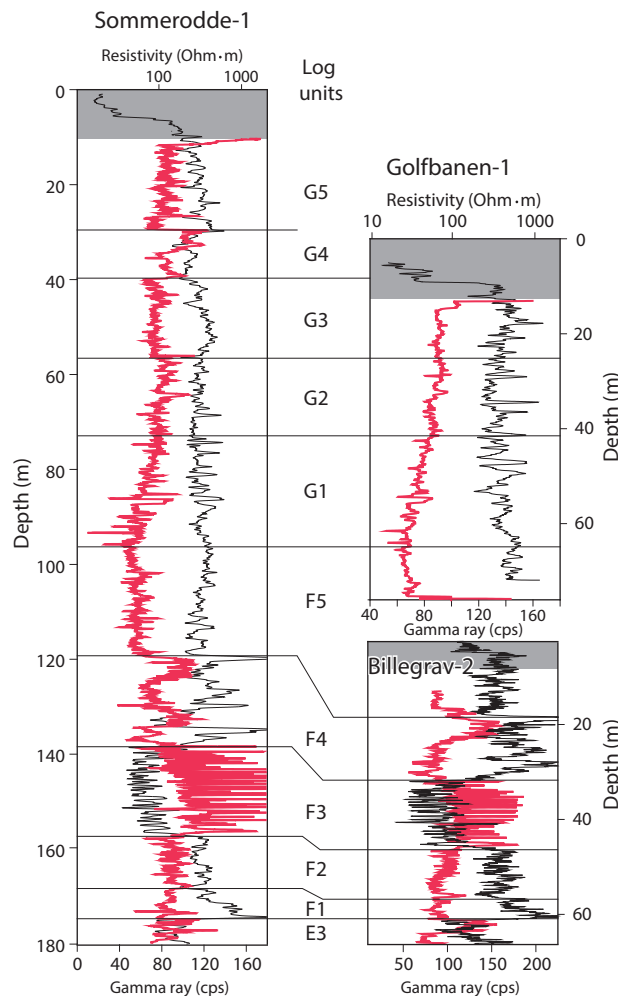 Sommerodde-1
Resistivity (Ohm·m)
100 1000
Log
units
0
20
40
60
80
100
120
140
160
180
Depth (m)
0 40 80 120 160
Gamma ray (cps)
G5
G4
G3
G2
G1
F5
F4
F3
F2
F1
E3
Golfbanen-1
Resistivity (Ohm·m)
10 100 1000
0
20
40
60
Depth (m)
40 80 120 160
Gamma ray (cps)
Billegrav-2
20
40
60
Depth (m)
50 100 150 200
Gamma ray (cps)